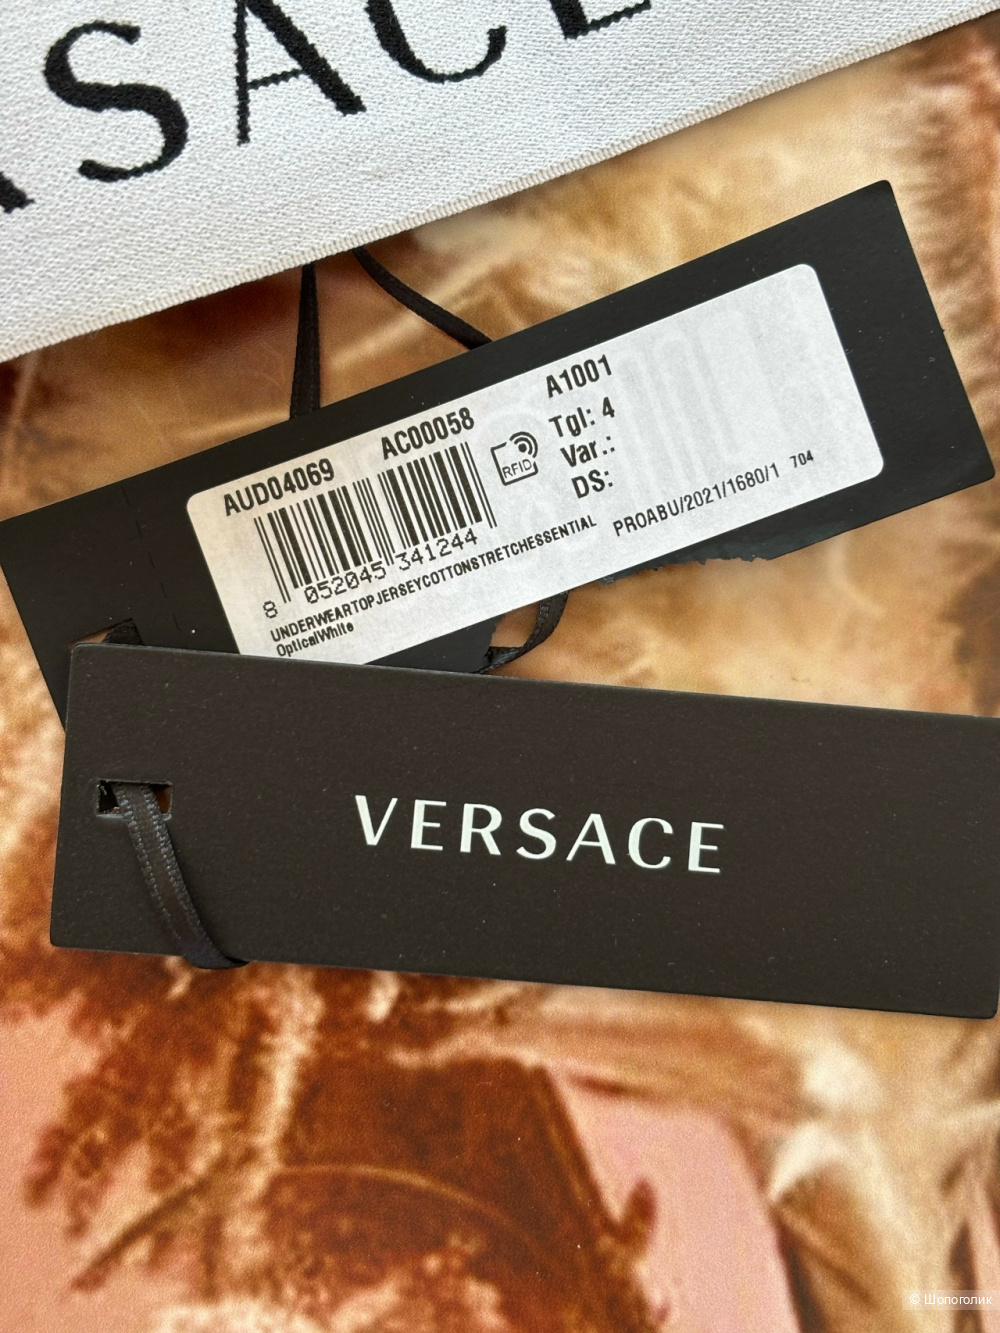 RSACE
AUD04069 AC00058 A1001
Tgl: 4
Var.:
DS:
RFID
8 052045 341244
UNDERWEARTOPJERSEYCOTTONSTRETCHESSENTIAL
OpticalWhite
PROABU/2021/1680/1 704
VERSACE
© Шопоголик